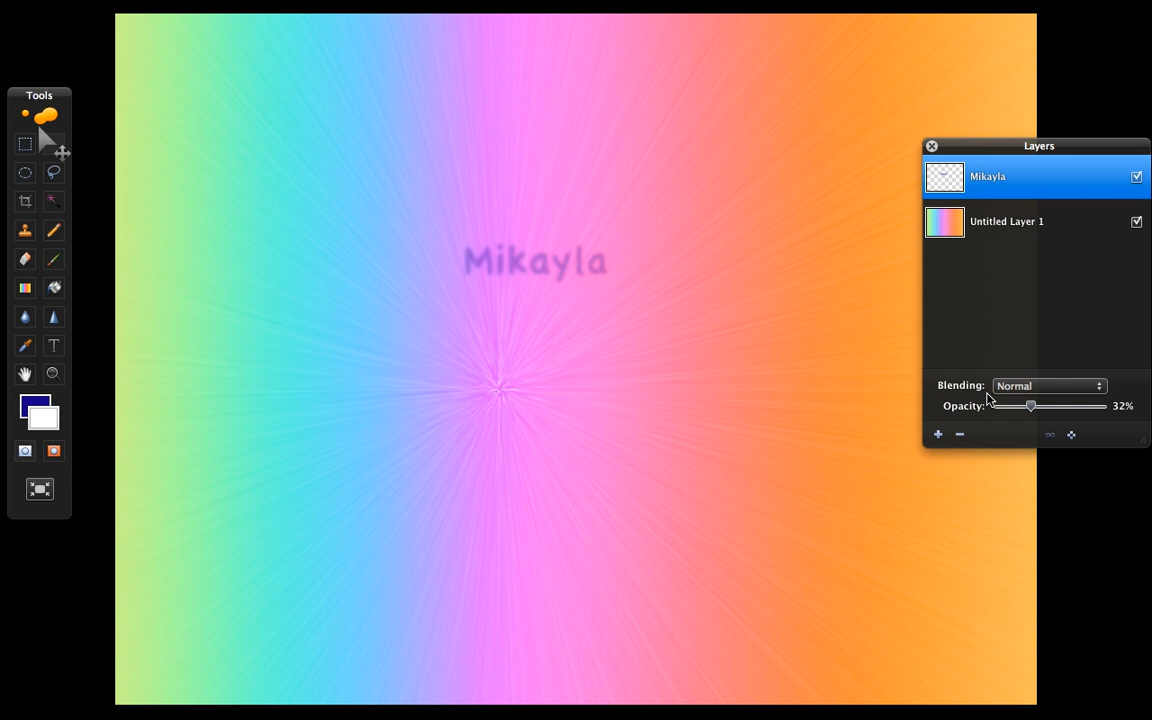 Tools
Mikayla
Layers
Mikayla
Untitled Layer 1
Blending: Normal
Opacity: 32%
T